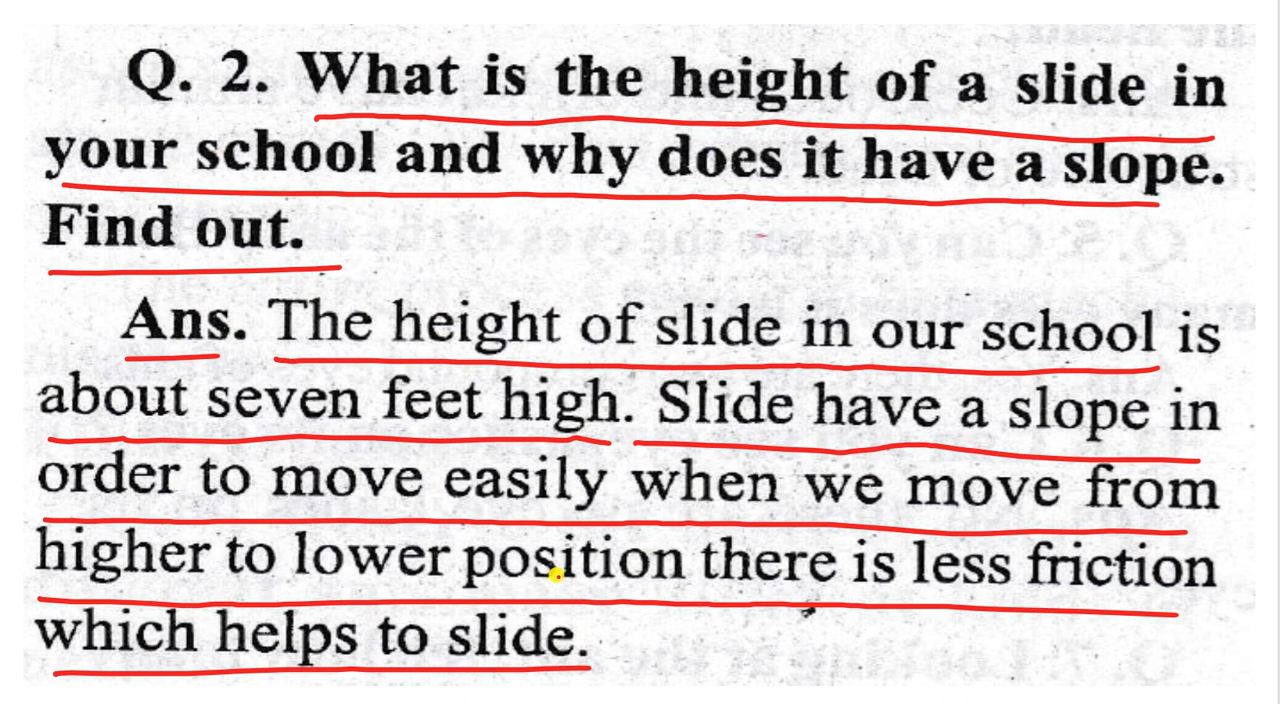 Q. 2. What is the height of a slide in
your school and why does it have a slope.
Find out.
Ans. The height of slide in our school is
about seven feet high. Slide have a slope in
order to move easily when we move from
higher to lower position there is less friction
which helps to slide.